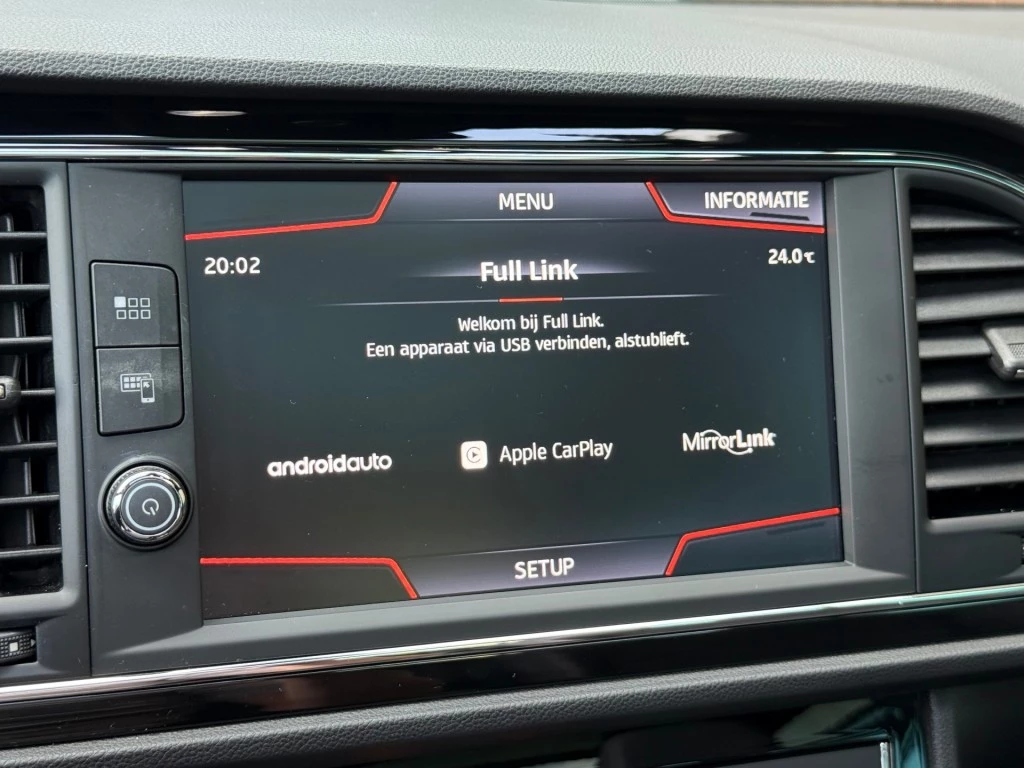 MENU
INFORMATIE
20:02
24.0℃
Full Link
Welkom bij Full Link.
Een apparaat via USB verbinden, alstublieft.
androidauto
Apple CarPlay
MirrorLink
SETUP